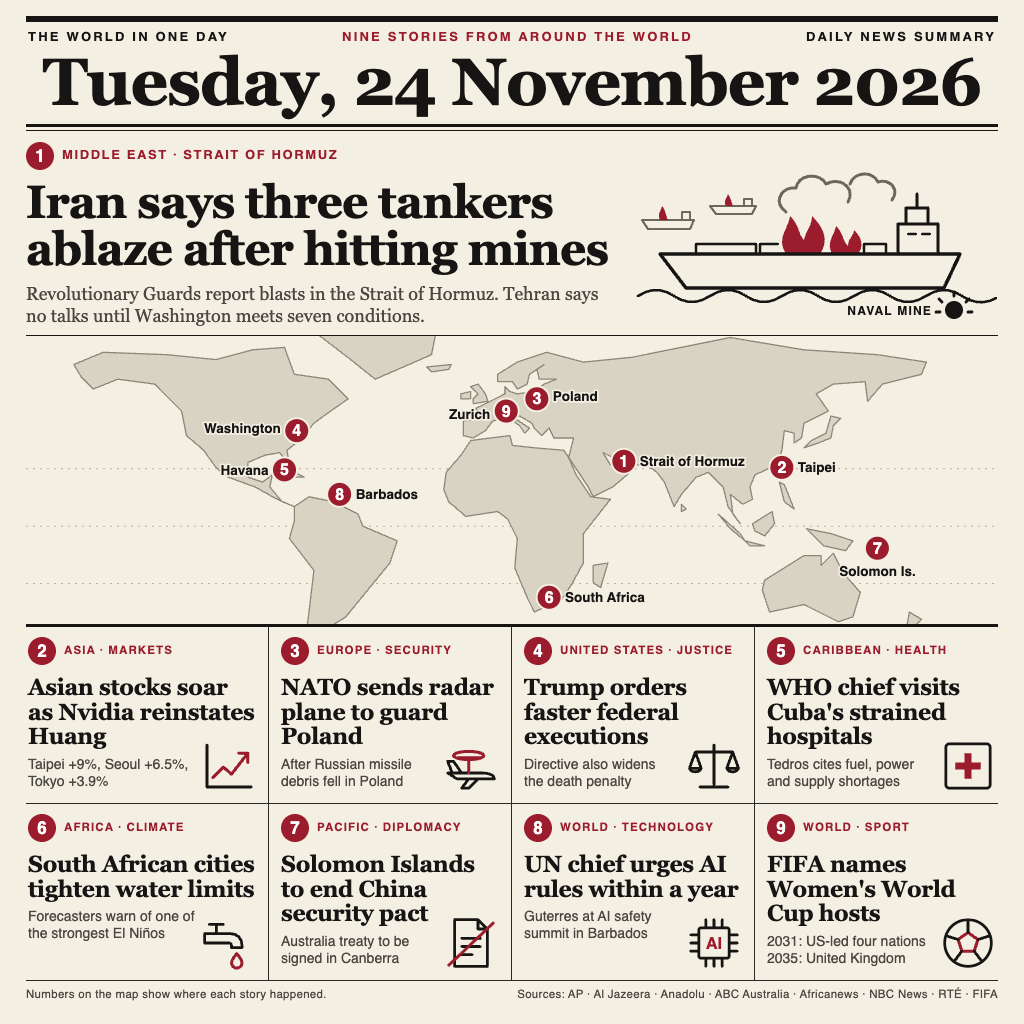 THE WORLD IN ONE DAY
NINE STORIES FROM AROUND THE WORLD
DAILY NEWS SUMMARY
Tuesday, 24 November 2026
1 MIDDLE EAST · STRAIT OF HORMUZ
Iran says three tankers
ablaze after hitting mines
Revolutionary Guards report blasts in the Strait of Hormuz. Tehran says
no talks until Washington meets seven conditions.
NAVAL MINE
3 Poland
Zurich 9
Washington 4
1 Strait of Hormuz
2 Taipei
Havana 5
8 Barbados
7
Solomon Is.
6 South Africa
2 ASIA · MARKETS
Asian stocks soar
as Nvidia reinstates
Huang
Taipei +9%, Seoul +6.5%,
Tokyo +3.9%
3 EUROPE · SECURITY
NATO sends radar
plane to guard
Poland
After Russian missile
debris fell in Poland
4 UNITED STATES · JUSTICE
Trump orders
faster federal
executions
Directive also widens
the death penalty
5 CARIBBEAN · HEALTH
WHO chief visits
Cuba's strained
hospitals
Tedros cites fuel, power
and supply shortages
6 AFRICA · CLIMATE
South African cities
tighten water limits
Forecasters warn of one of
the strongest El Niños
7 PACIFIC · DIPLOMACY
Solomon Islands
to end China
security pact
Australia treaty to be
signed in Canberra
8 WORLD · TECHNOLOGY
UN chief urges AI
rules within a year
Guterres at AI safety
summit in Barbados
AI
9 WORLD · SPORT
FIFA names
Women's World
Cup hosts
2031: US-led four nations
2035: United Kingdom
Numbers on the map show where each story happened.
Sources: AP · Al Jazeera · Anadolu · ABC Australia · Africanews · NBC News · RTÉ · FIFA